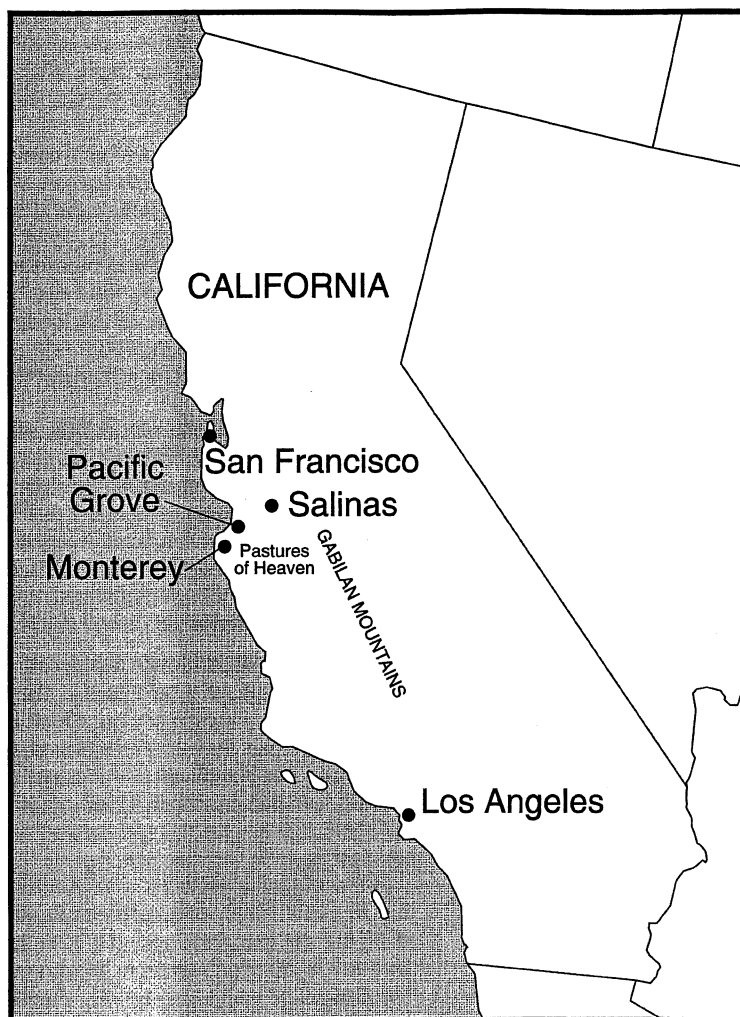 CALIFORNIA
San Francisco
Pacific
Grove
Salinas
Monterey
Pastures
of Heaven
GABILAN MOUNTAINS
Los Angeles